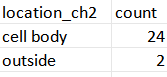 location_ch2 count
cell body 24
outside 2